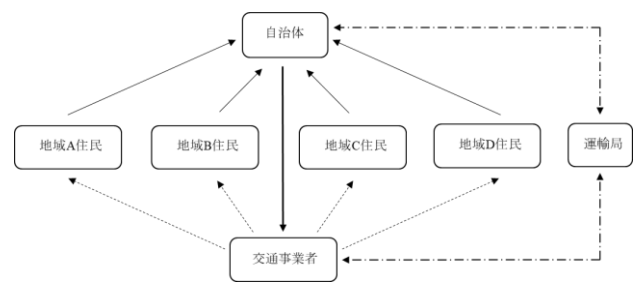 自治体
地域A住民
地域B住民
地域C住民
地域D住民
運輸局
交通事業者